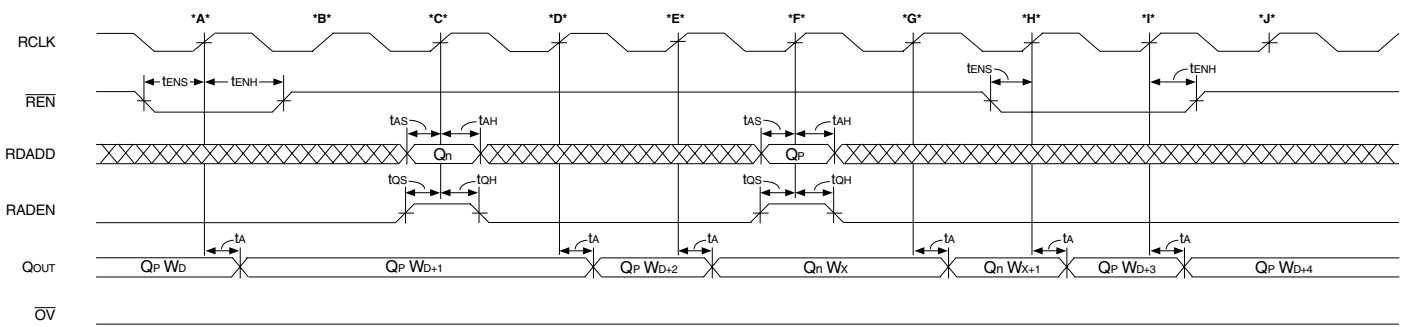 *A* *B* *C* *D* *E* *F* *G* *H* *I* *J*
RCLK
tENS tENH tENS tENH
REN
tAS tAH tAS tAH
RDADD Qn QP
tQS tQH tQS tQH
RADEN
tA tA tA tA tA tA
QOUT QP WD QP WD+1 QP WD+2 Qn WX Qn WX+1 QP WD+3 QP WD+4
OV